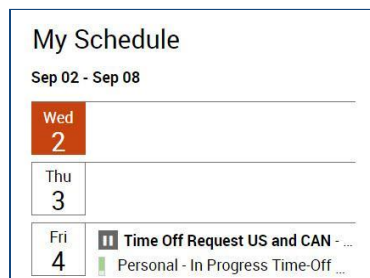 My Schedule
Sep 02 - Sep 08
Wed
2
Thu
3
Fri
4
Time Off Request US and CAN - ...
Personal - In Progress Time-Off ...